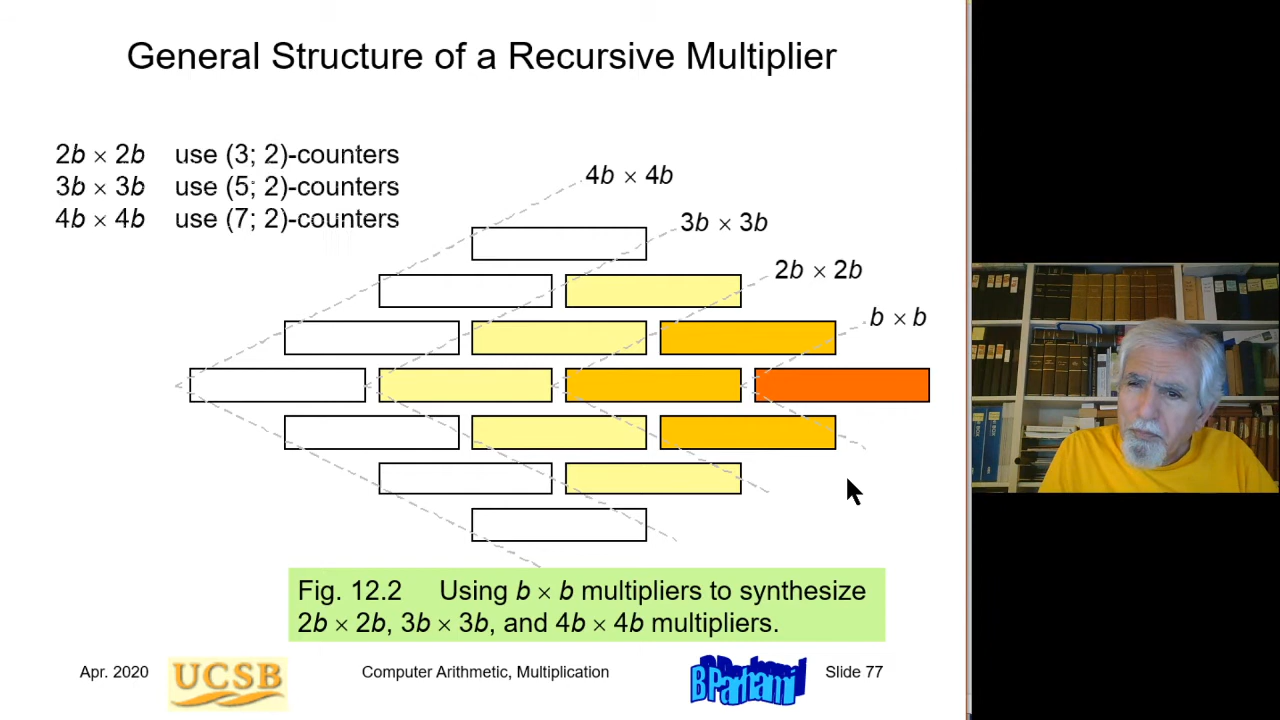 General Structure of a Recursive Multiplier
2b × 2b use (3; 2)-counters
3b × 3b use (5; 2)-counters
4b × 4b use (7; 2)-counters
4b × 4b
3b × 3b
2b × 2b
b × b
Fig. 12.2 Using b × b multipliers to synthesize
2b × 2b, 3b × 3b, and 4b × 4b multipliers.
Apr. 2020
UCSB
Computer Arithmetic, Multiplication
B Parhami
Slide 77